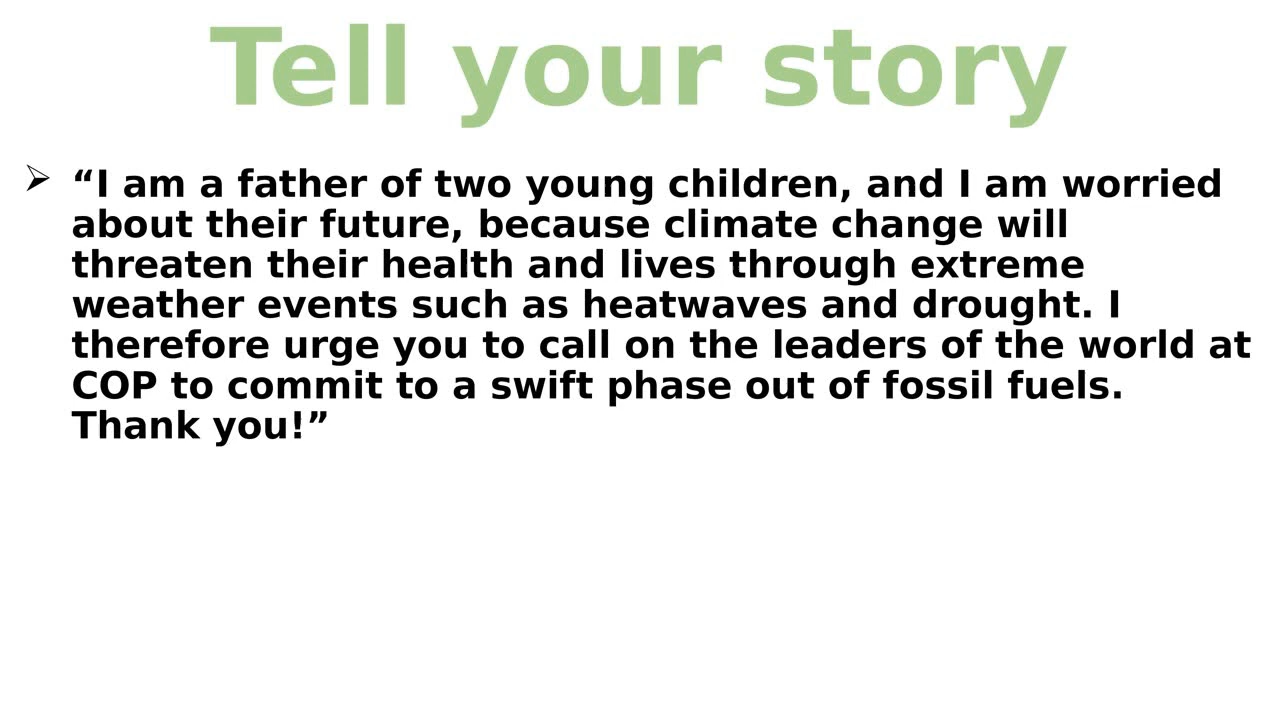 Tell your story
➢ “I am a father of two young children, and I am worried
about their future, because climate change will
threaten their health and lives through extreme
weather events such as heatwaves and drought. I
therefore urge you to call on the leaders of the world at
COP to commit to a swift phase out of fossil fuels.
Thank you!”